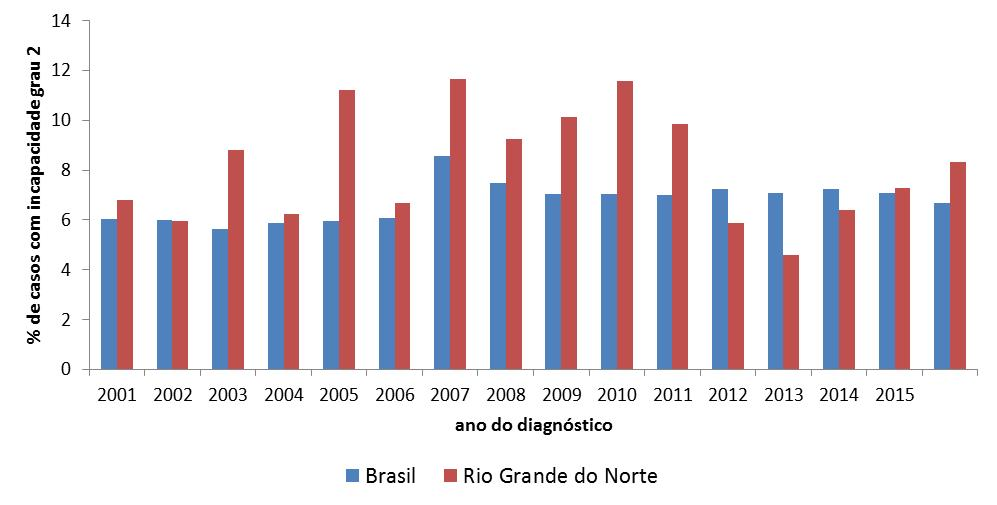 14
12
10
8
6
4
2
0
% de casos com incapacidade grau 2
2001 2002 2003 2004 2005 2006 2007 2008 2009 2010 2011 2012 2013 2014 2015
ano do diagnóstico
Brasil Rio Grande do Norte